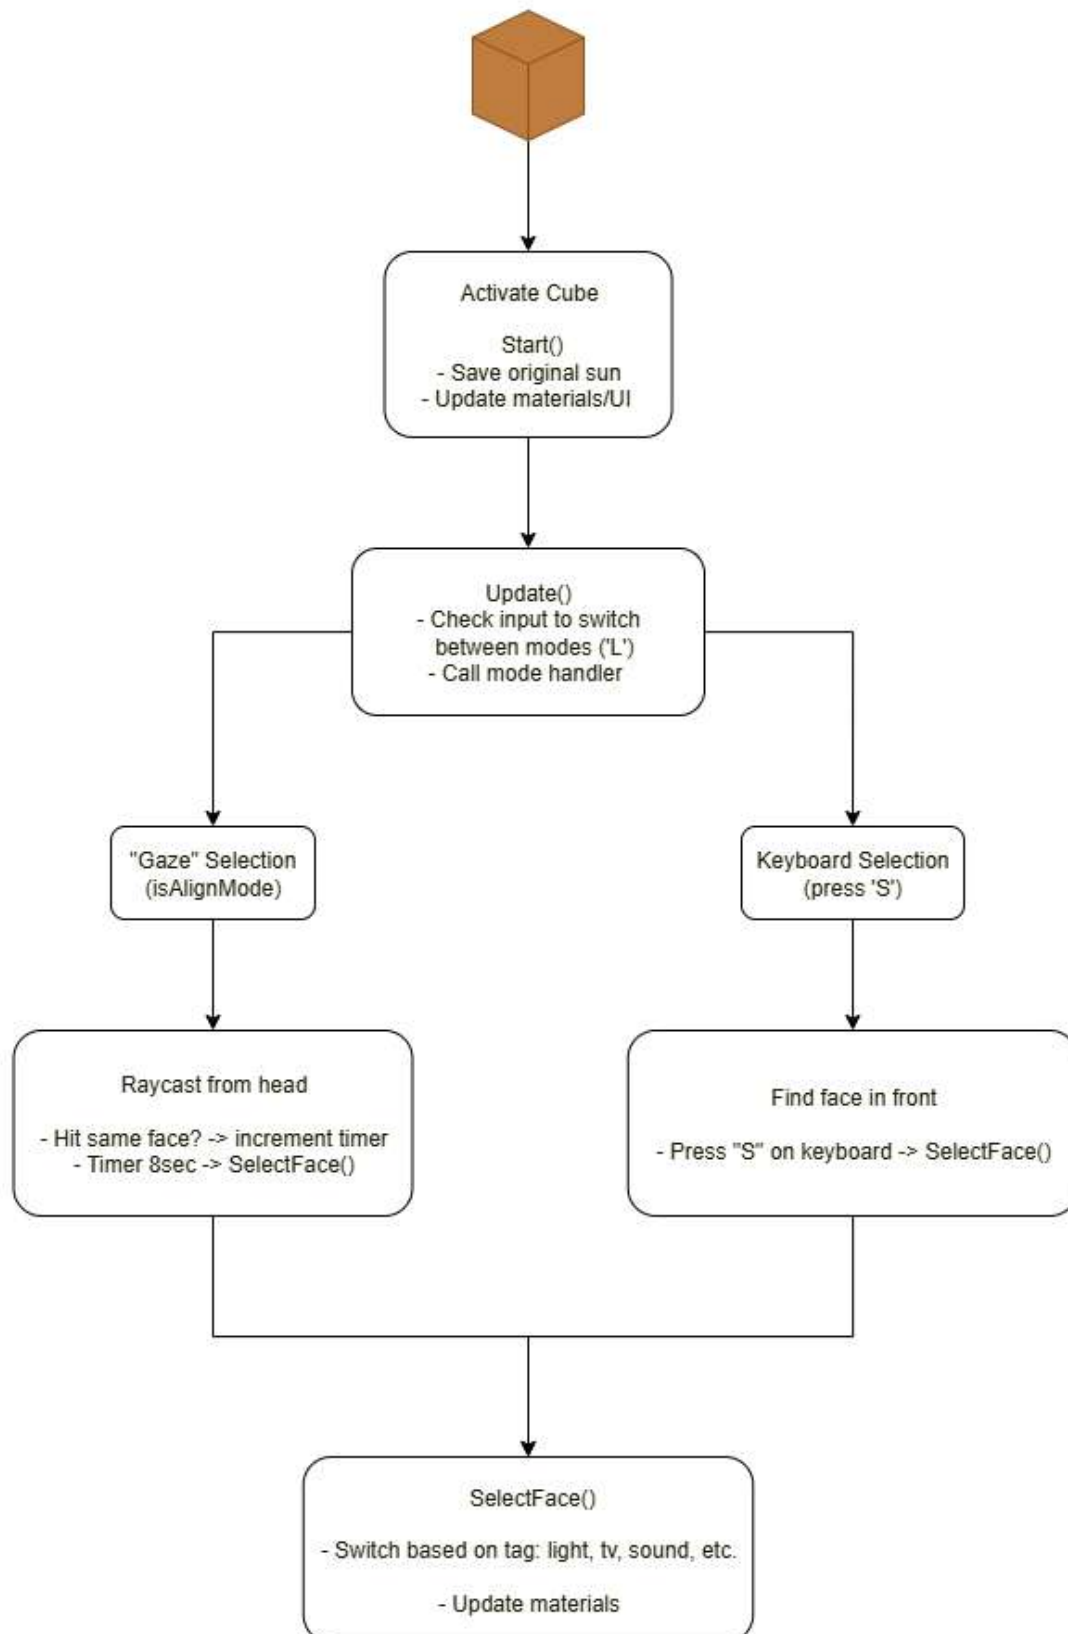 Activate Cube
Start()
- Save original sun
- Update materials/UI
Update()
- Check input to switch
between modes ('L')
- Call mode handler
"Gaze" Selection
(isAlignMode)
Keyboard Selection
(press 'S')
Raycast from head
- Hit same face? -> increment timer
- Timer 8sec -> SelectFace()
Find face in front
- Press "S" on keyboard -> SelectFace()
SelectFace()
- Switch based on tag: light, tv, sound, etc.
- Update materials